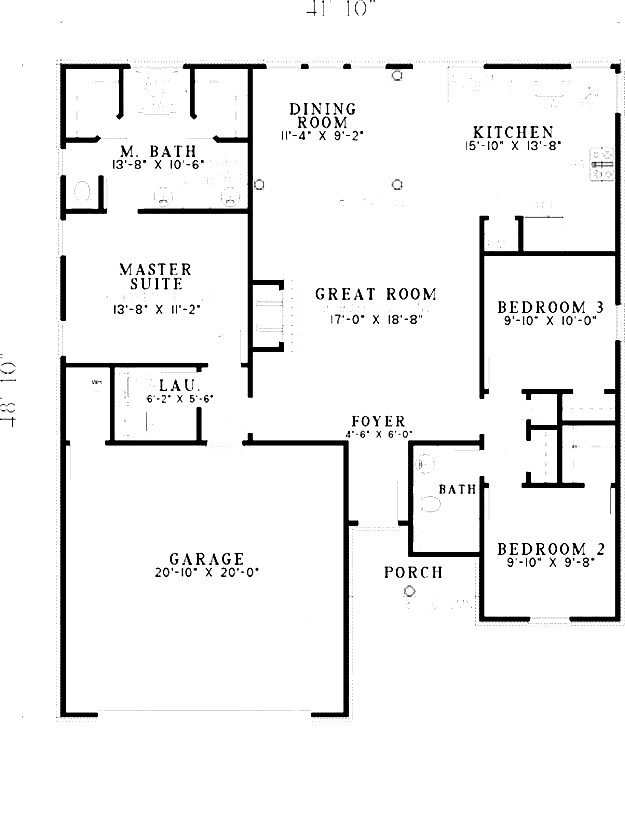 41' 10"
DINING
ROOM
11'-4" X 9'-2"
KITCHEN
15'-10" X 13'-8"
M. BATH
13'-8" X 10'-6"
MASTER
SUITE
13'-8" X 11'-2"
GREAT ROOM
17'-0" X 18'-8"
BEDROOM 3
9'-10" X 10'-0"
48' 10"
LAU.
6'-2" X 5'-6"
FOYER
4'-6" X 6'-0"
BATH
GARAGE
20'-10" X 20'-0"
PORCH
BEDROOM 2
9'-10" X 9'-8"